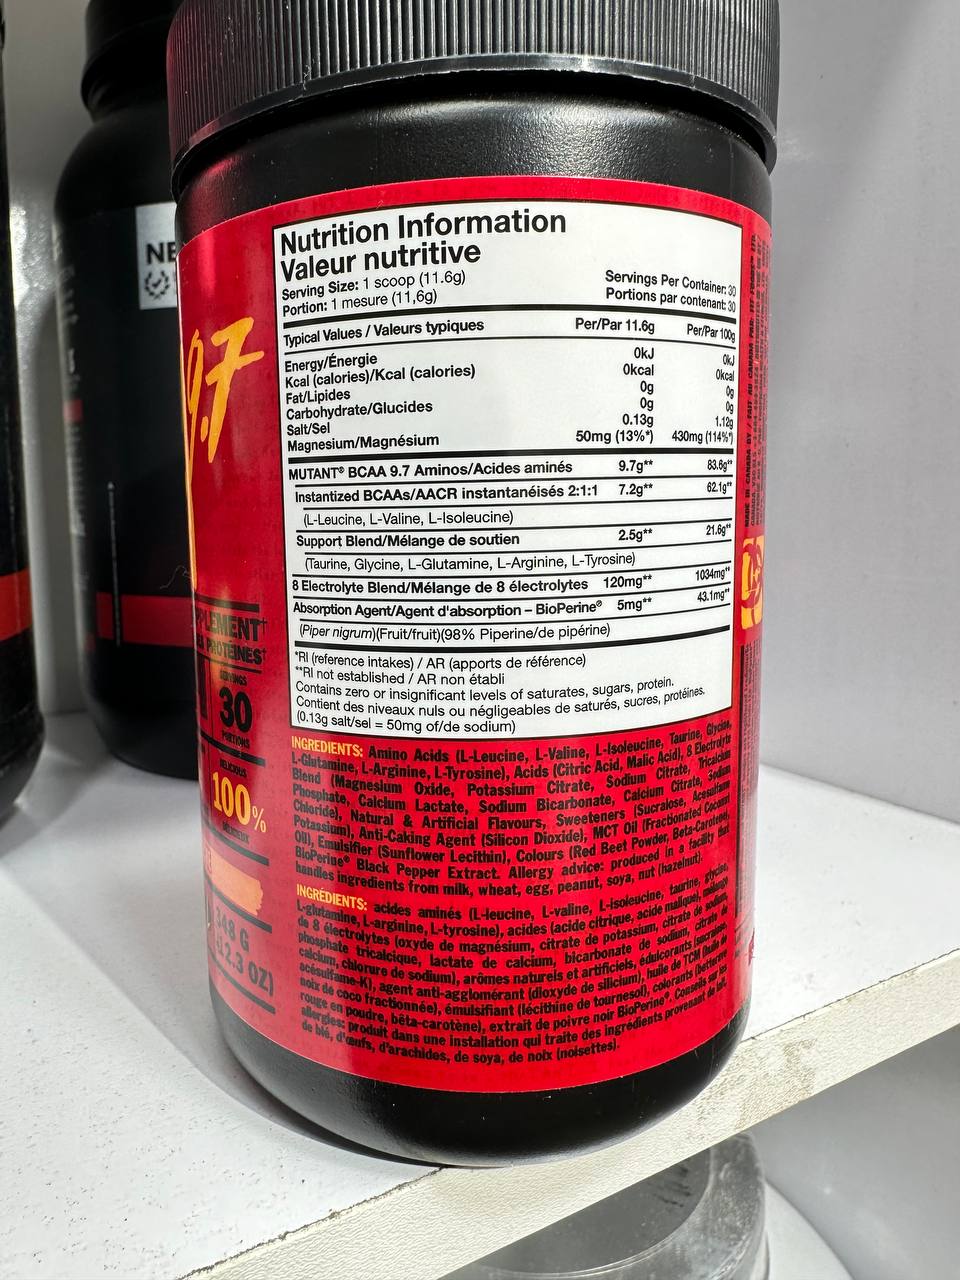 NE
9.7
PPLEMENT†
PROTÉINES†
SERVINGS
30
PORTIONS
DELICIOUS
100%
348 G
(12.3 OZ)
Nutrition Information
Valeur nutritive
Serving Size: 1 scoop (11.6g)
Portion: 1 mesure (11,6g)
Servings Per Container: 30
Portions par contenant: 30
Typical Values / Valeurs typiques Per/Par 11.6g Per/Par 100g
Energy/Énergie 0kJ 0kJ
Kcal (calories)/Kcal (calories) 0kcal 0kcal
Fat/Lipides 0g 0g
Carbohydrate/Glucides 0g 0g
Salt/Sel 0.13g 1.12g
Magnesium/Magnésium 50mg (13%*) 430mg (114%*)
MUTANT® BCAA 9.7 Aminos/Acides aminés 9.7g** 83.6g**
Instantized BCAAs/AACR instantanéisés 2:1:1 7.2g** 62.1g**
(L-Leucine, L-Valine, L-Isoleucine)
Support Blend/Mélange de soutien 2.5g** 21.6g**
(Taurine, Glycine, L-Glutamine, L-Arginine, L-Tyrosine)
8 Electrolyte Blend/Mélange de 8 électrolytes 120mg** 1034mg**
Absorption Agent/Agent d'absorption – BioPerine® 5mg** 43.1mg**
(Piper nigrum)(Fruit/fruit)(98% Piperine/de pipérine)
*RI (reference intakes) / AR (apports de référence)
**RI not established / AR non établi
Contains zero or insignificant levels of saturates, sugars, protein.
Contient des niveaux nuls ou négligeables de saturés, sucres, protéines.
(0.13g salt/sel = 50mg of/de sodium)
INGREDIENTS: Amino Acids (L-Leucine, L-Valine, L-Isoleucine, Taurine, Glycine,
L-Glutamine, L-Arginine, L-Tyrosine), Acids (Citric Acid, Malic Acid), 8 Electrolyte
Blend (Magnesium Oxide, Potassium Citrate, Sodium Citrate, Tricalcium
Phosphate, Calcium Lactate, Sodium Bicarbonate, Calcium Citrate, Sodium
Chloride), Natural & Artificial Flavours, Sweeteners (Sucralose, Acesulfame
Potassium), Anti-Caking Agent (Silicon Dioxide), MCT Oil (Fractionated Coconut
Oil), Emulsifier (Sunflower Lecithin), Colours (Red Beet Powder, Beta-Carotene),
BioPerine® Black Pepper Extract. Allergy advice: produced in a facility that
handles ingredients from milk, wheat, egg, peanut, soya, nut (hazelnut).
INGRÉDIENTS: acides aminés (L-leucine, L-valine, L-isoleucine, taurine, glycine,
L-glutamine, L-arginine, L-tyrosine), acides (acide citrique, acide malique), mélange
de 8 électrolytes (oxyde de magnésium, citrate de potassium, citrate de sodium,
phosphate tricalcique, lactate de calcium, bicarbonate de sodium, citrate de
calcium, chlorure de sodium), arômes naturels et artificiels, édulcorants (sucralose,
acésulfame-K), agent anti-agglomérant (dioxyde de silicium), huile de TCM (huile de
noix de coco fractionnée), émulsifiant (lécithine de tournesol), colorants (betterave
rouge en poudre, bêta-carotène), extrait de poivre noir BioPerine®. Conseils sur les
allergies: produit dans une installation qui traite des ingrédients provenant de lait,
de blé, d'œufs, d'arachides, de soya, de noix (noisettes).